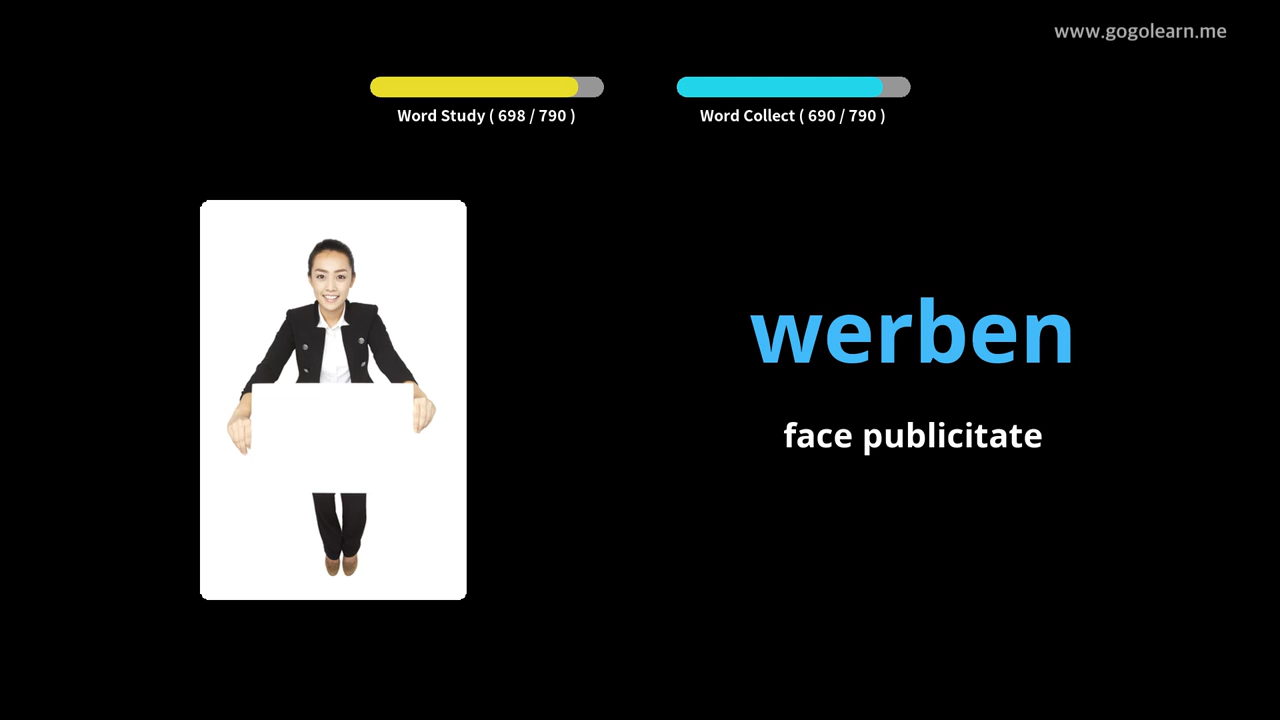 www.gogolearn.me
Word Study ( 698 / 790 )
Word Collect ( 690 / 790 )
werben
face publicitate